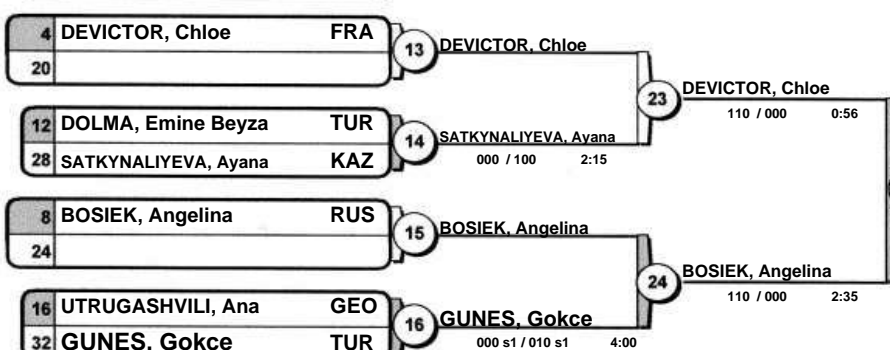 4 DEVICTOR, Chloe FRA
20
13 DEVICTOR, Chloe
23 DEVICTOR, Chloe
110 / 000 0:56
12 DOLMA, Emine Beyza TUR
28 SATKYNALIYEVA, Ayana KAZ
14 SATKYNALIYEVA, Ayana
000 / 100 2:15
8 BOSIEK, Angelina RUS
24
15 BOSIEK, Angelina
24 BOSIEK, Angelina
110 / 000 2:35
16 UTRUGASHVILI, Ana GEO
32 GUNES, Gokce TUR
16 GUNES, Gokce
000 s1 / 010 s1 4:00